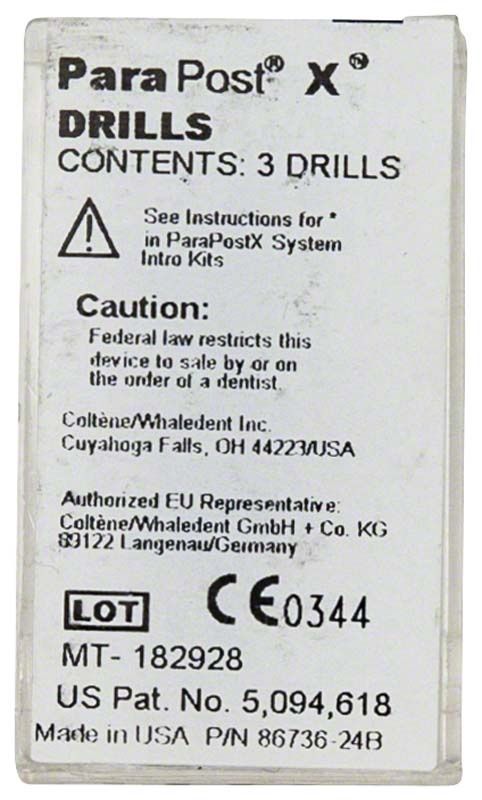 ParaPost® X™®
DRILLS
CONTENTS: 3 DRILLS
See Instructions for *
in ParaPostX System
Intro Kits
Caution:
Federal law restricts this
device to sale by or on
the order of a dentist.
Coltène/Whaledent Inc.
Cuyahoga Falls, OH 44223/USA
Authorized EU Representative:
Coltène/Whaledent GmbH + Co. KG
89122 Langenau/Germany
LOT CE0344
MT- 182928
US Pat. No. 5,094,618
Made in USA P/N 86736-24B